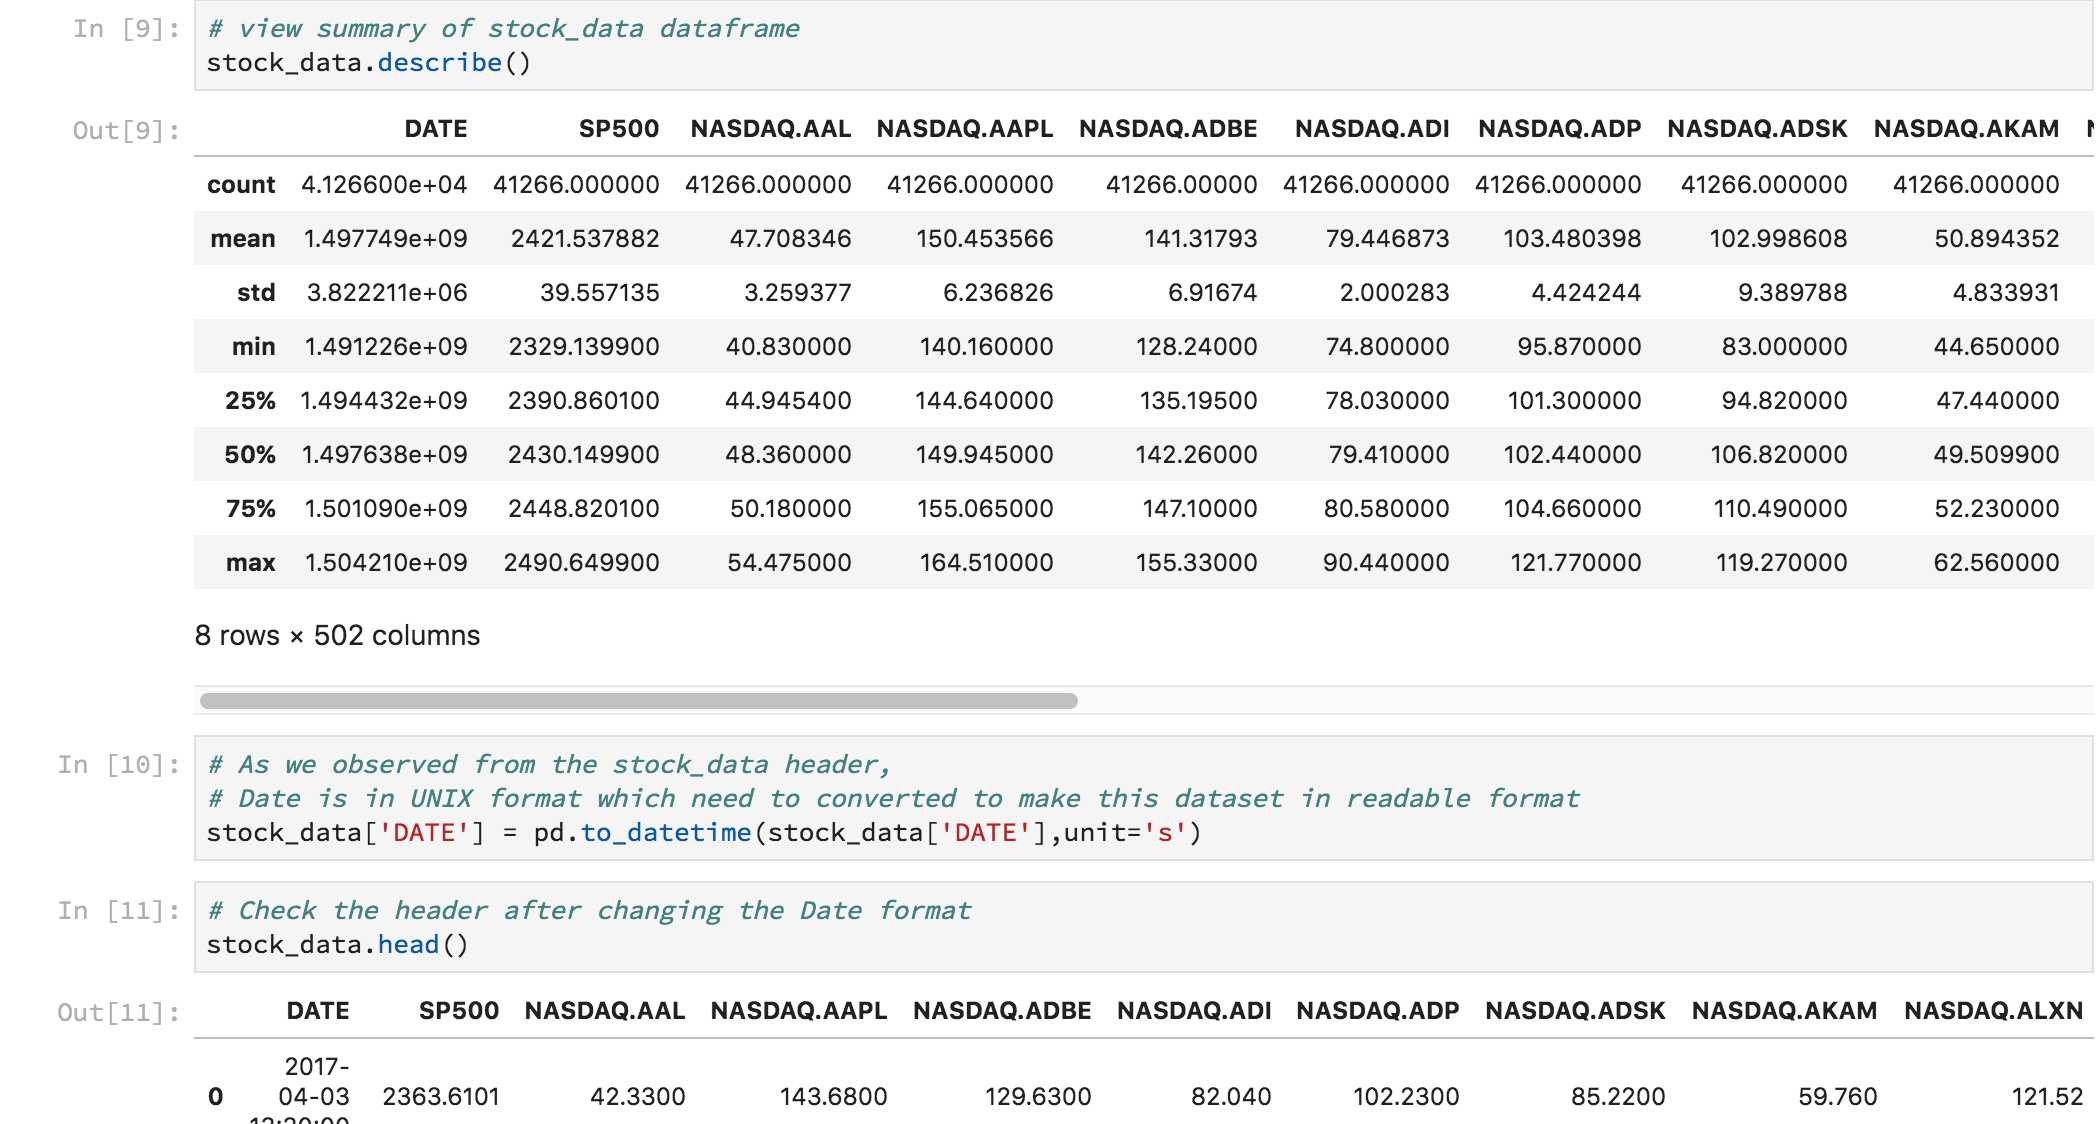 In [9]: # view summary of stock_data dataframe
stock_data.describe()
Out[9]: DATE SP500 NASDAQ.AAL NASDAQ.AAPL NASDAQ.ADBE NASDAQ.ADI NASDAQ.ADP NASDAQ.ADSK NASDAQ.AKAM
count 4.126600e+04 41266.000000 41266.000000 41266.000000 41266.00000 41266.000000 41266.000000 41266.000000 41266.000000
mean 1.497749e+09 2421.537882 47.708346 150.453566 141.31793 79.446873 103.480398 102.998608 50.894352
std 3.822211e+06 39.557135 3.259377 6.236826 6.91674 2.000283 4.424244 9.389788 4.833931
min 1.491226e+09 2329.139900 40.830000 140.160000 128.24000 74.800000 95.870000 83.000000 44.650000
25% 1.494432e+09 2390.860100 44.945400 144.640000 135.19500 78.030000 101.300000 94.820000 47.440000
50% 1.497638e+09 2430.149900 48.360000 149.945000 142.26000 79.410000 102.440000 106.820000 49.509900
75% 1.501090e+09 2448.820100 50.180000 155.065000 147.10000 80.580000 104.660000 110.490000 52.230000
max 1.504210e+09 2490.649900 54.475000 164.510000 155.33000 90.440000 121.770000 119.270000 62.560000
8 rows × 502 columns
In [10]: # As we observed from the stock_data header,
# Date is in UNIX format which need to converted to make this dataset in readable format
stock_data['DATE'] = pd.to_datetime(stock_data['DATE'],unit='s')
In [11]: # Check the header after changing the Date format
stock_data.head()
Out[11]: DATE SP500 NASDAQ.AAL NASDAQ.AAPL NASDAQ.ADBE NASDAQ.ADI NASDAQ.ADP NASDAQ.ADSK NASDAQ.AKAM NASDAQ.ALXN
2017-
0 04-03 2363.6101 42.3300 143.6800 129.6300 82.040 102.2300 85.2200 59.760 121.52